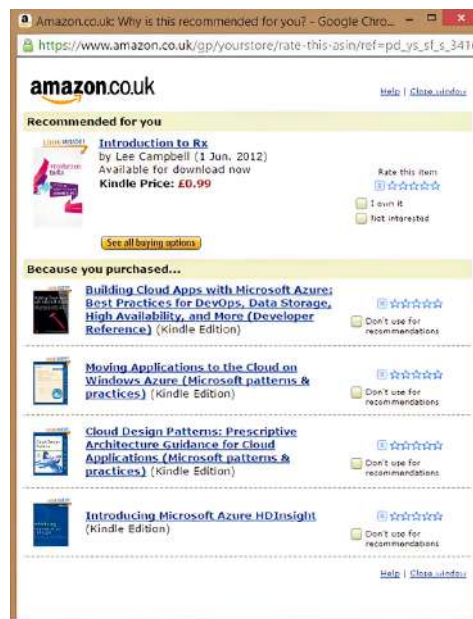 Amazon.co.uk: Why is this recommended for you? - Google Chro...
https://www.amazon.co.uk/gp/yourstore/rate-this-asin/ref=pd_ys_sf_s_341
amazon.co.uk
Help | Close window
Recommended for you
Introduction to Rx
by Lee Campbell (1 Jun. 2012)
Available for download now
Kindle Price: £0.99
Rate this item
I own it
Not interested
See all buying options
Because you purchased...
Building Cloud Apps with Microsoft Azure:
Best Practices for DevOps, Data Storage,
High Availability, and More (Developer
Reference) (Kindle Edition)
Don't use for
recommendations
Moving Applications to the Cloud on
Windows Azure (Microsoft patterns &
practices) (Kindle Edition)
Don't use for
recommendations
Cloud Design Patterns: Prescriptive
Architecture Guidance for Cloud
Applications (Microsoft patterns &
practices) (Kindle Edition)
Don't use for
recommendations
Introducing Microsoft Azure HDInsight
(Kindle Edition)
Don't use for
recommendations
Help | Close window